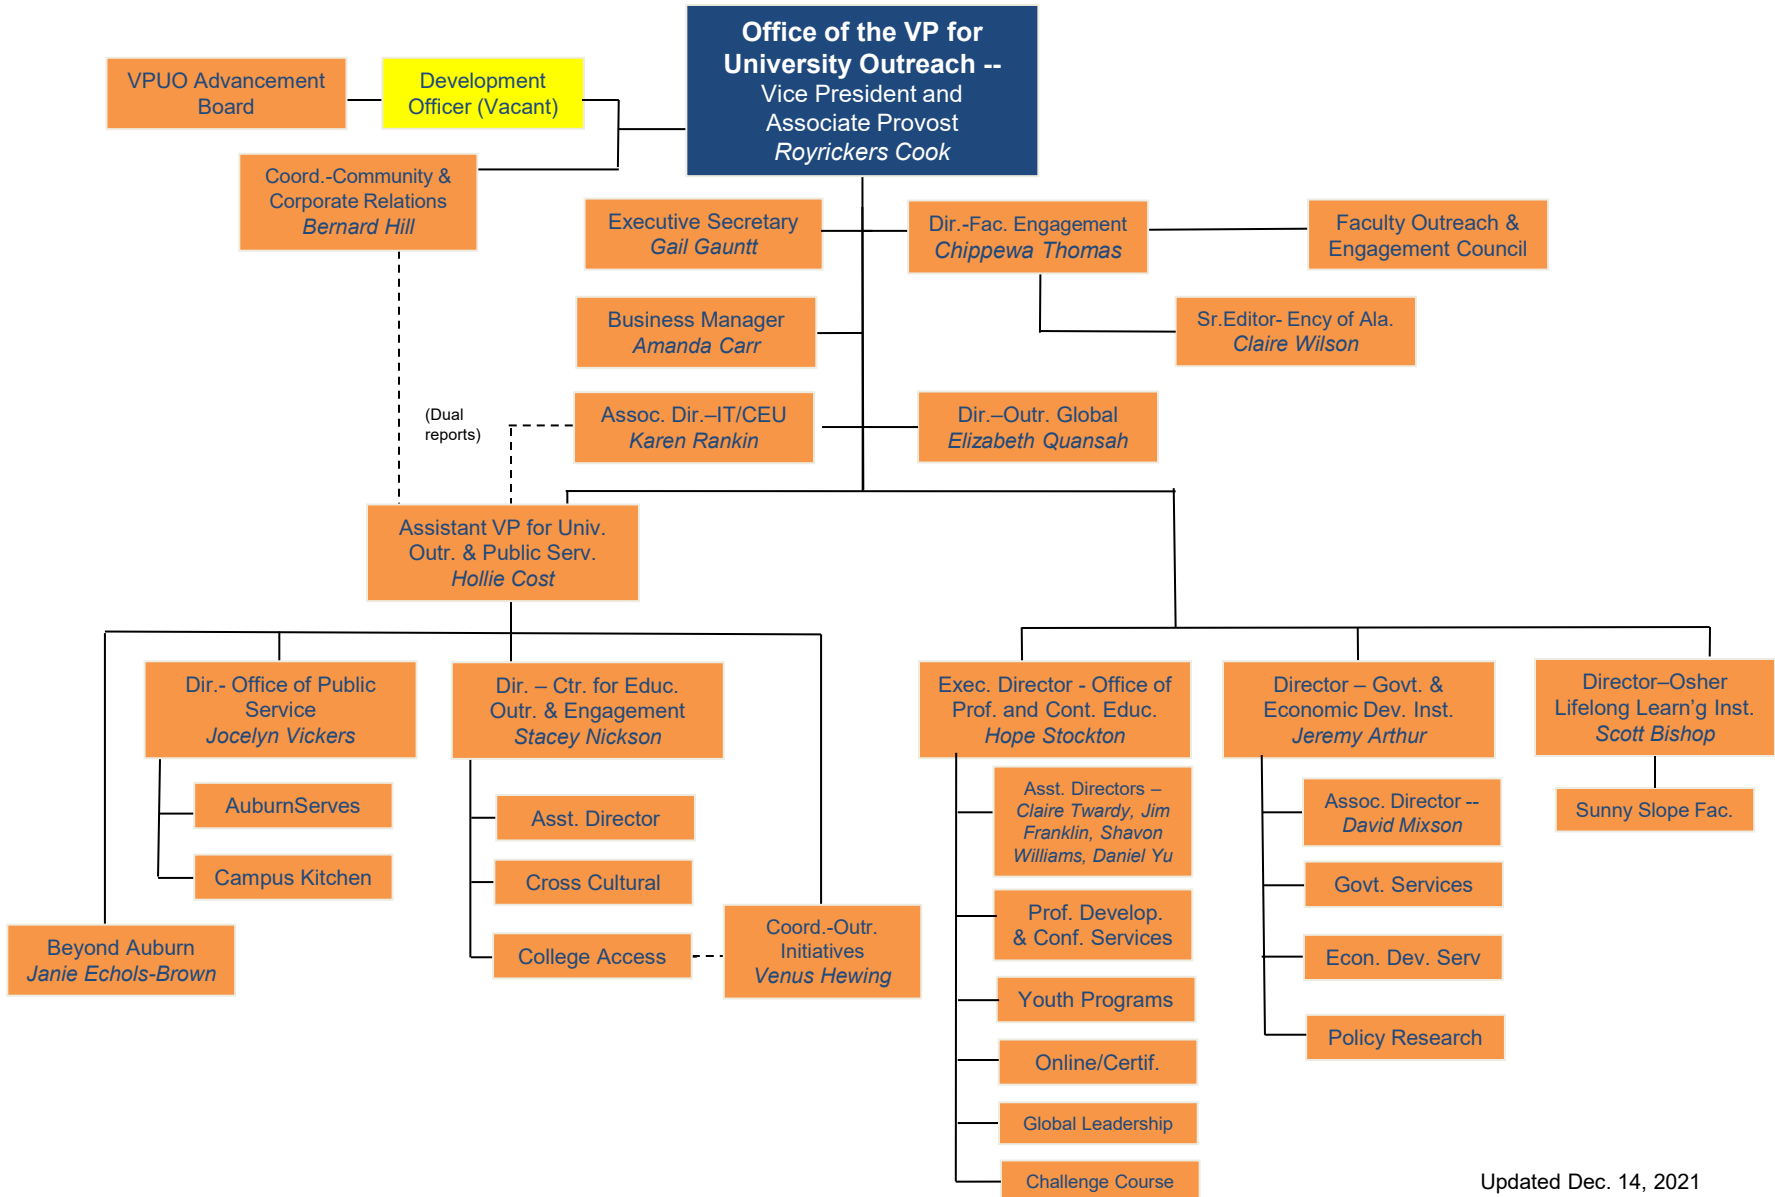 Office of the VP for
University Outreach --
Vice President and
Associate Provost
Royrickers Cook
VPUO Advancement
Board
Development
Officer (Vacant)
Coord.-Community &
Corporate Relations
Bernard Hill
Executive Secretary
Gail Gauntt
Dir.-Fac. Engagement
Chippewa Thomas
Faculty Outreach &
Engagement Council
Business Manager
Amanda Carr
Sr.Editor- Ency of Ala.
Claire Wilson
(Dual
reports)
Assoc. Dir.–IT/CEU
Karen Rankin
Dir.–Outr. Global
Elizabeth Quansah
Assistant VP for Univ.
Outr. & Public Serv.
Hollie Cost
Dir.- Office of Public
Service
Jocelyn Vickers
AuburnServes
Campus Kitchen
Beyond Auburn
Janie Echols-Brown
Dir. – Ctr. for Educ.
Outr. & Engagement
Stacey Nickson
Asst. Director
Cross Cultural
College Access
Coord.-Outr.
Initiatives
Venus Hewing
Exec. Director - Office of
Prof. and Cont. Educ.
Hope Stockton
Asst. Directors –
Claire Twardy, Jim
Franklin, Shavon
Williams, Daniel Yu
Prof. Develop.
& Conf. Services
Youth Programs
Online/Certif.
Global Leadership
Challenge Course
Director – Govt. &
Economic Dev. Inst.
Jeremy Arthur
Assoc. Director --
David Mixson
Govt. Services
Econ. Dev. Serv
Policy Research
Director–Osher
Lifelong Learn’g Inst.
Scott Bishop
Sunny Slope Fac.
Updated Dec. 14, 2021